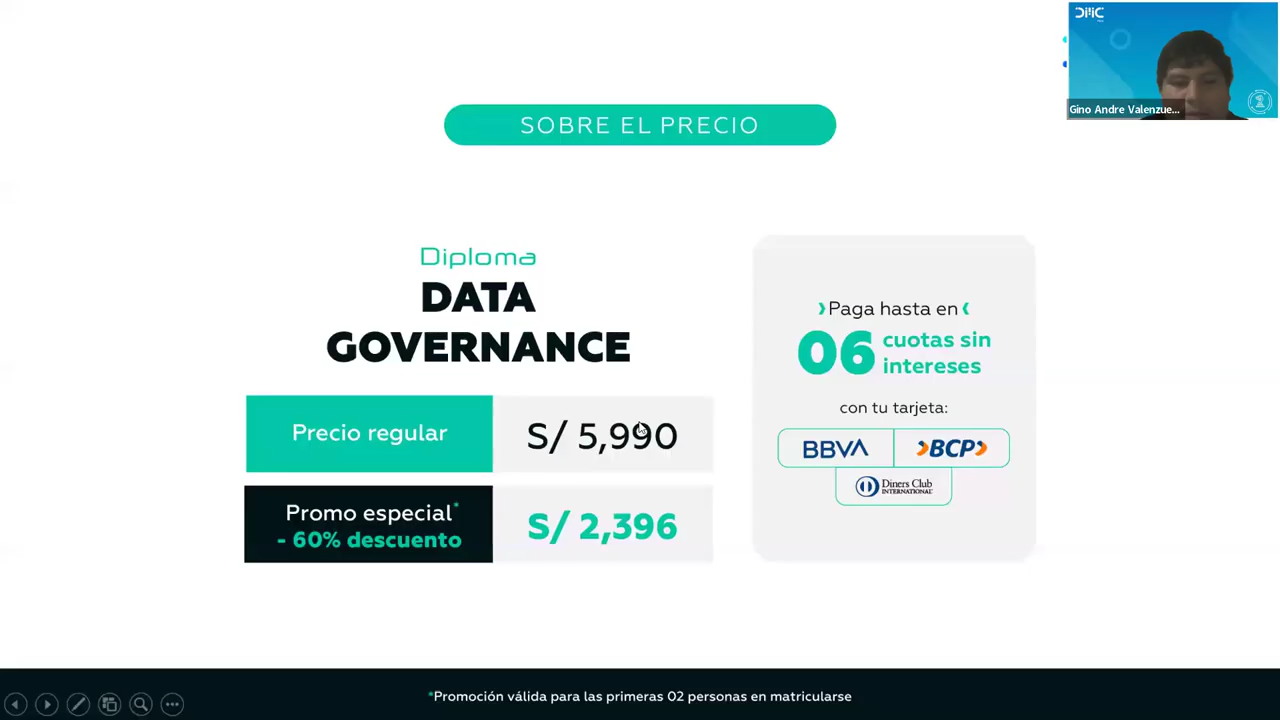 DMC
Gino Andre Valenzue...
SOBRE EL PRECIO
Diploma
DATA
GOVERNANCE
Precio regular
S/ 5,990
Promo especial*
- 60% descuento
S/ 2,396
Paga hasta en
06 cuotas sin
intereses
con tu tarjeta:
BBVA
BCP
Diners Club
INTERNATIONAL
*Promoción válida para las primeras 02 personas en matricularse